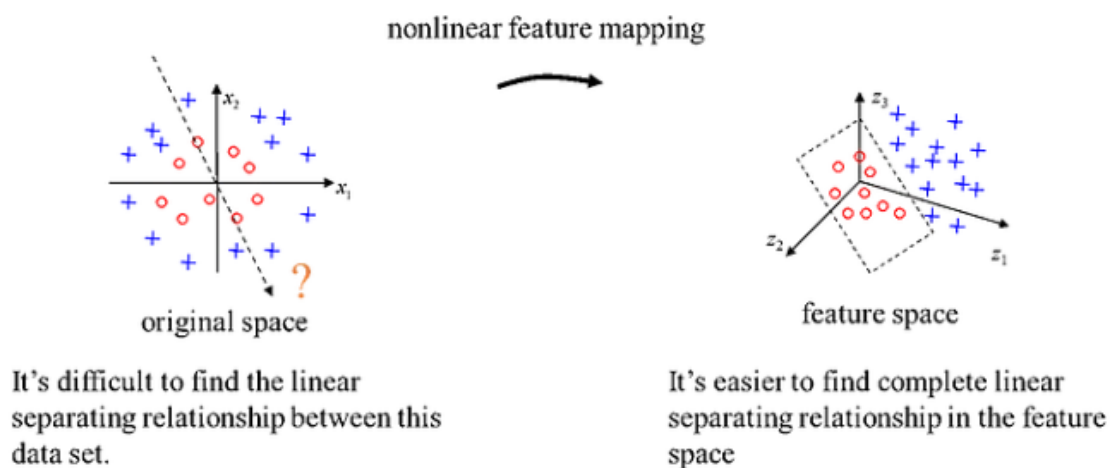 nonlinear feature mapping
x₂
x₁
?
original space
z₃
z₂
z₁
feature space
It's difficult to find the linear
separating relationship between this
data set.
It's easier to find complete linear
separating relationship in the feature
space